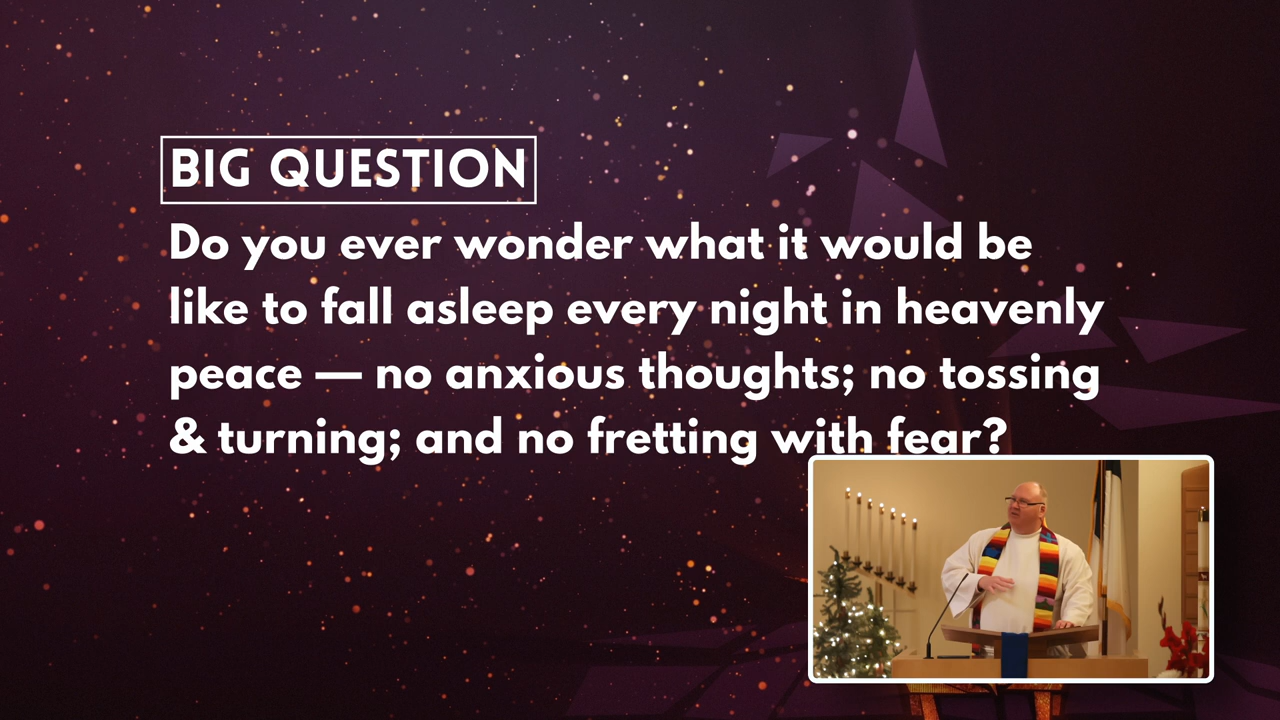 BIG QUESTION
Do you ever wonder what it would be
like to fall asleep every night in heavenly
peace — no anxious thoughts; no tossing
& turning; and no fretting with fear?